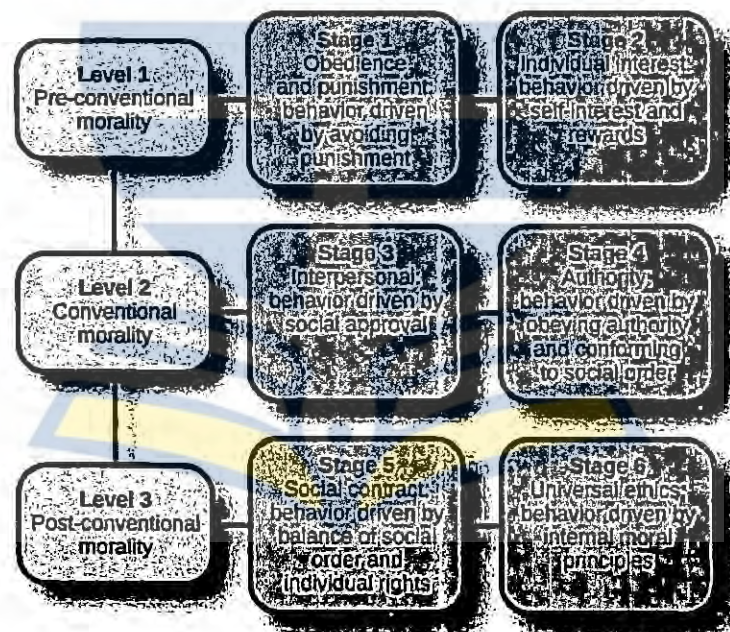 Level 1
Pre-conventional
morality
Stage 1
Obedience
and punishment
behavior driven
by avoiding
punishment
Stage 2
Individual interest
behavior driven by
self-interest and
rewards
Level 2
Conventional
morality
Stage 3
Interpersonal
behavior driven by
social approval
Stage 4
Authority
behavior driven by
obeying authority
and conforming
to social order
Level 3
Post-conventional
morality
Stage 5
Social contract
behavior driven by
balance of social
order and
individual rights
Stage 6
Universal ethics
behavior driven by
internal moral
principles